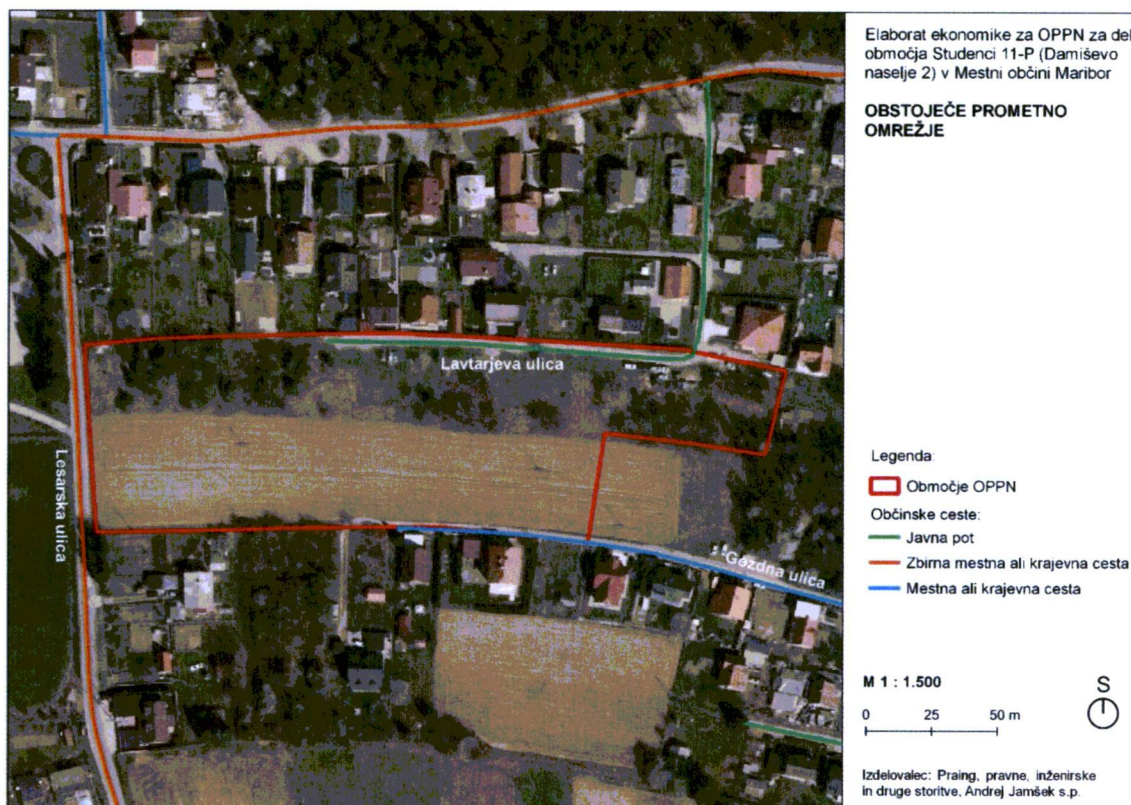 Elaborat ekonomike za OPPN za del
območja Studenci 11-P (Damiševo
naselje 2) v Mestni občini Maribor
OBSTOJEČE PROMETNO
OMREŽJE
Lavtarjeva ulica
Lesarska ulica
Gozdna ulica
Legenda:
Območje OPPN
Občinske ceste:
Javna pot
Zbirna mestna ali krajevna cesta
Mestna ali krajevna cesta
M 1 : 1.500
S
0 25 50 m
Izdelovalec: Praing, pravne, inženirske
in druge storitve, Andrej Jamšek s.p.